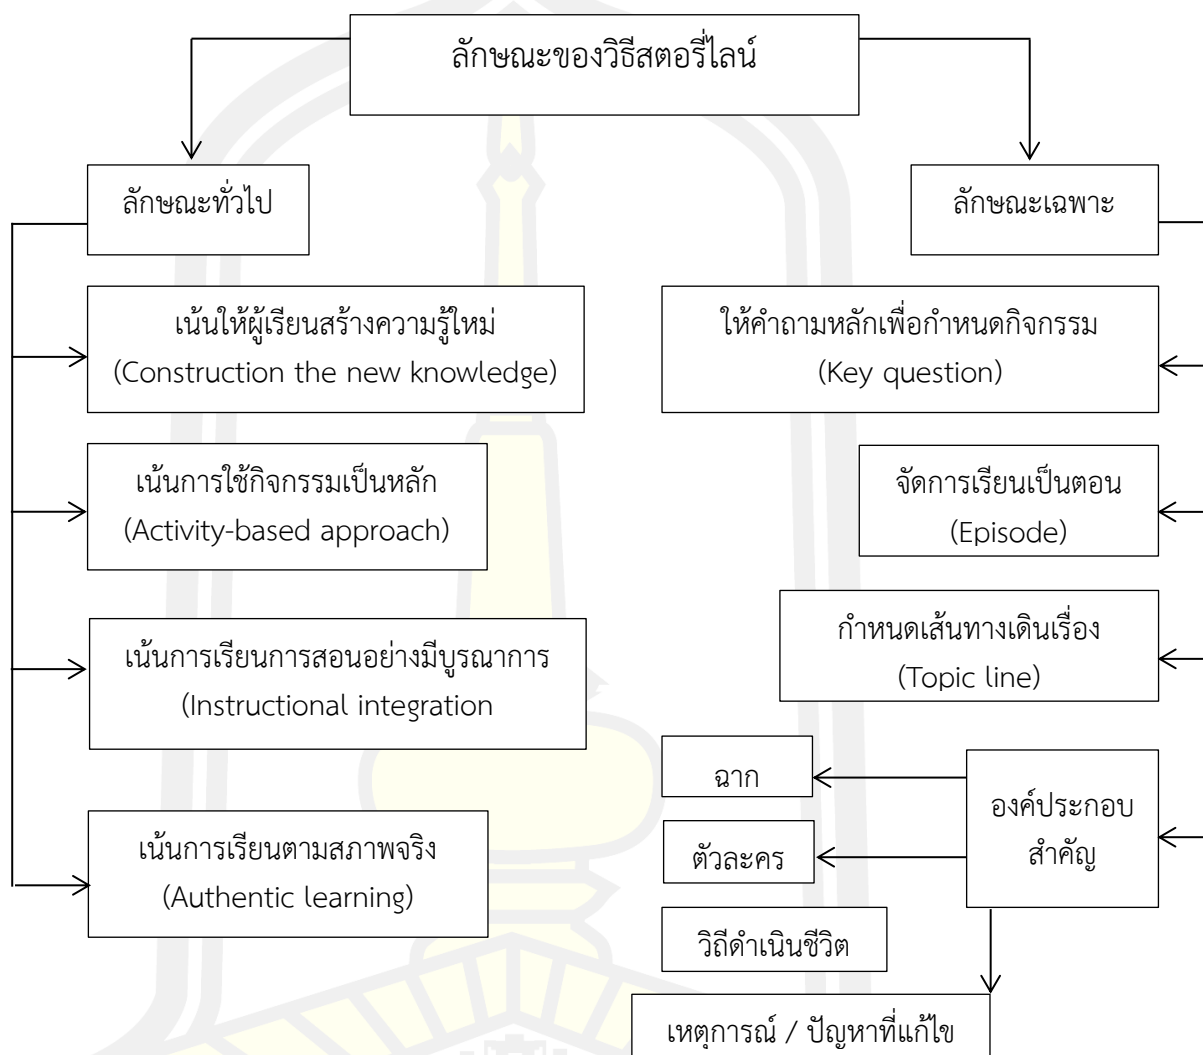 ลักษณะของวิธีสตอรี่ไลน์
ลักษณะทั่วไป
เน้นให้ผู้เรียนสร้างความรู้ใหม่
(Construction the new knowledge)
เน้นการใช้กิจกรรมเป็นหลัก
(Activity-based approach)
เน้นการเรียนการสอนอย่างมีบูรณาการ
(Instructional integration
เน้นการเรียนตามสภาพจริง
(Authentic learning)
ลักษณะเฉพาะ
ให้คำถามหลักเพื่อกำหนดกิจกรรม
(Key question)
จัดการเรียนเป็นตอน
(Episode)
กำหนดเส้นทางเดินเรื่อง
(Topic line)
องค์ประกอบ
สำคัญ
ฉาก
ตัวละคร
วิถีดำเนินชีวิต
เหตุการณ์ / ปัญหาที่แก้ไข